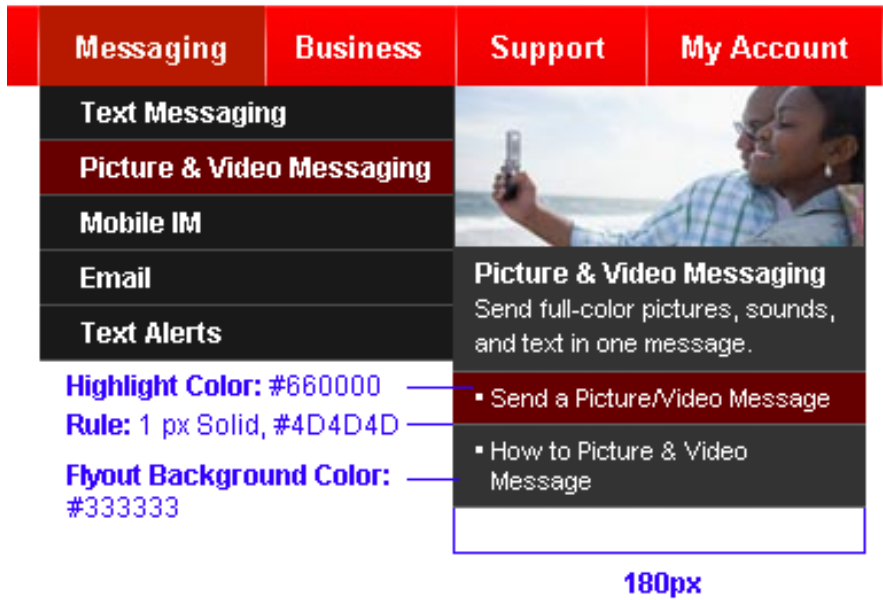 Messaging Business Support My Account
Text Messaging
Picture & Video Messaging
Mobile IM
Email
Text Alerts
Picture & Video Messaging
Send full-color pictures, sounds,
and text in one message.
▪ Send a Picture/Video Message
▪ How to Picture & Video
Message
Highlight Color: #660000
Rule: 1 px Solid, #4D4D4D
Flyout Background Color:
#333333
180px